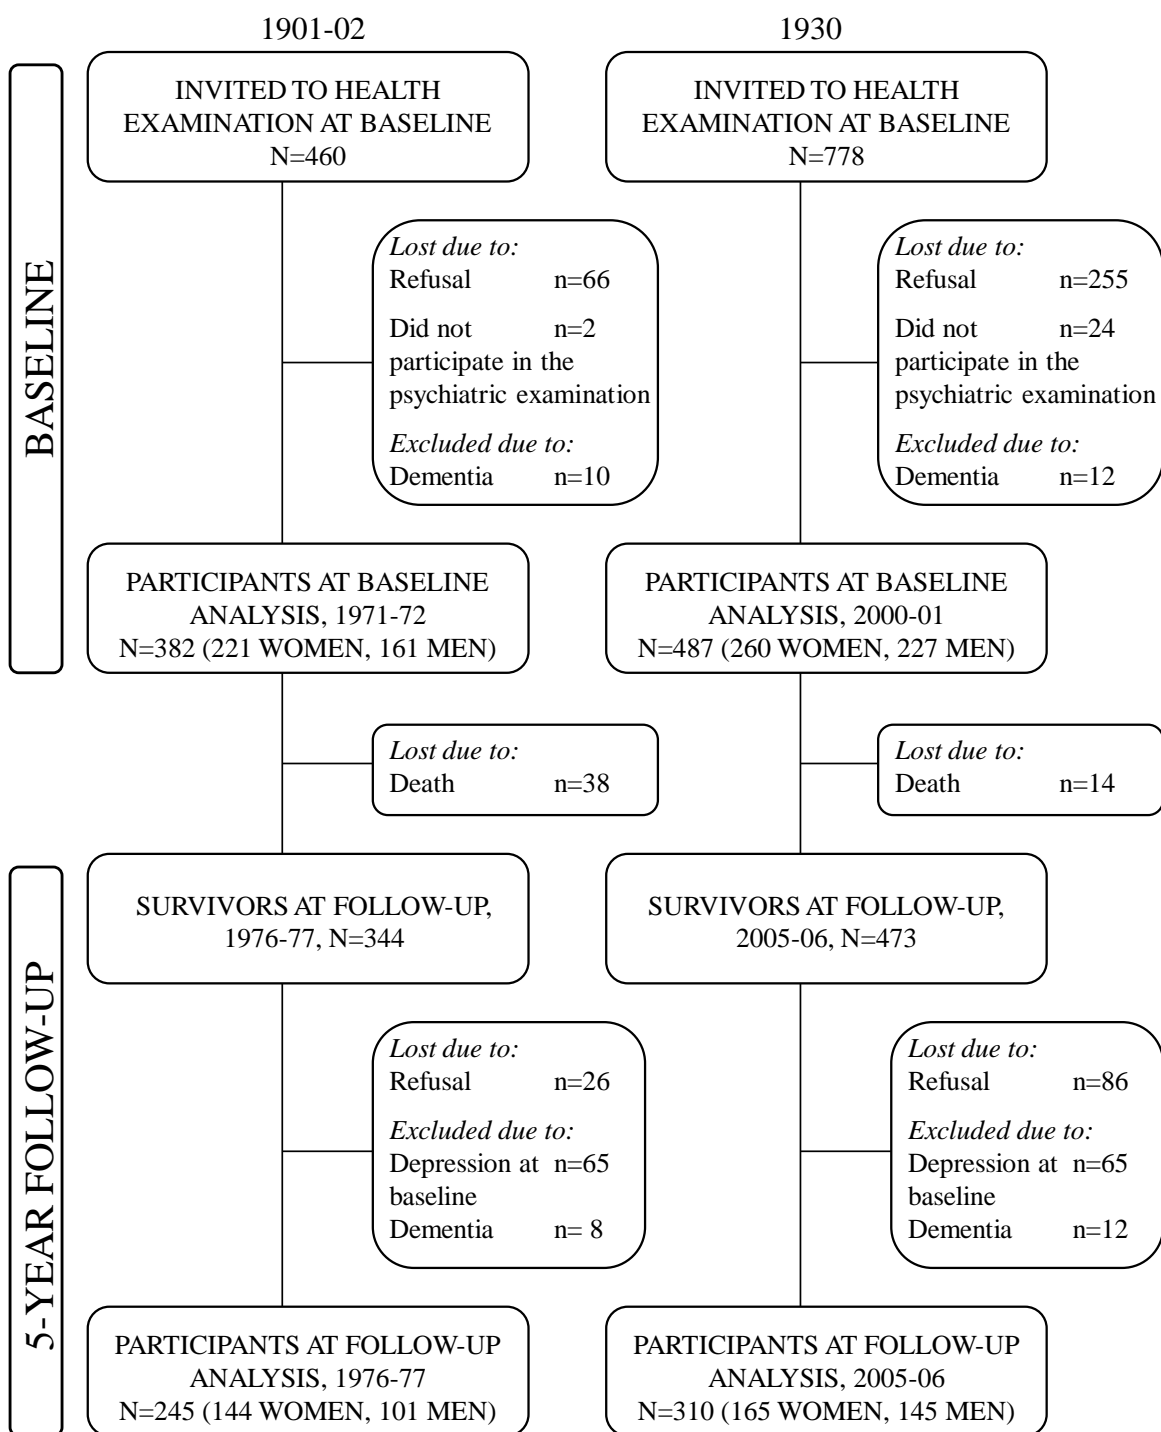 1901-02
1930
BASELINE
INVITED TO HEALTH
EXAMINATION AT BASELINE
N=460
INVITED TO HEALTH
EXAMINATION AT BASELINE
N=778
Lost due to:
Refusal n=66
Did not n=2
participate in the
psychiatric examination
Excluded due to:
Dementia n=10
Lost due to:
Refusal n=255
Did not n=24
participate in the
psychiatric examination
Excluded due to:
Dementia n=12
PARTICIPANTS AT BASELINE
ANALYSIS, 1971-72
N=382 (221 WOMEN, 161 MEN)
PARTICIPANTS AT BASELINE
ANALYSIS, 2000-01
N=487 (260 WOMEN, 227 MEN)
Lost due to:
Death n=38
Lost due to:
Death n=14
5-YEAR FOLLOW-UP
SURVIVORS AT FOLLOW-UP,
1976-77, N=344
SURVIVORS AT FOLLOW-UP,
2005-06, N=473
Lost due to:
Refusal n=26
Excluded due to:
Depression at n=65
baseline
Dementia n= 8
Lost due to:
Refusal n=86
Excluded due to:
Depression at n=65
baseline
Dementia n=12
PARTICIPANTS AT FOLLOW-UP
ANALYSIS, 1976-77
N=245 (144 WOMEN, 101 MEN)
PARTICIPANTS AT FOLLOW-UP
ANALYSIS, 2005-06
N=310 (165 WOMEN, 145 MEN)